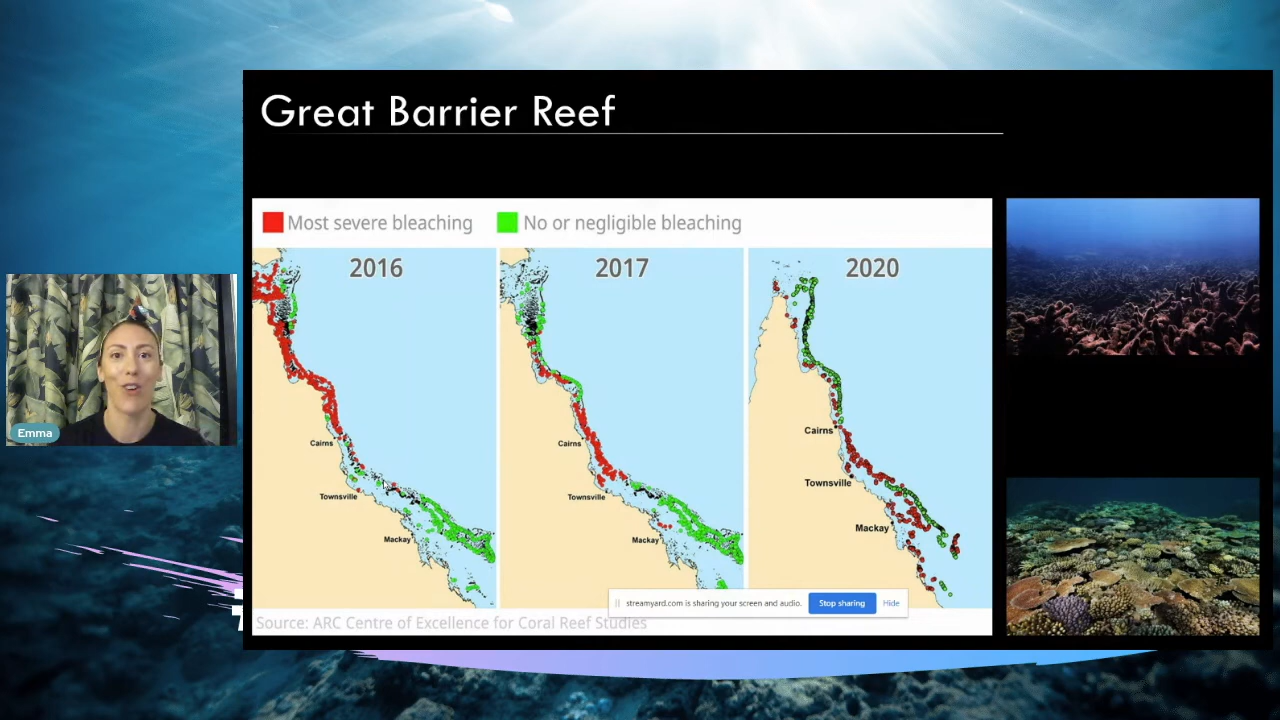 Great Barrier Reef
Most severe bleaching
No or negligible bleaching
2016
2017
2020
Cairns
Townsville
Mackay
Cairns
Townsville
Mackay
Cairns
Townsville
Mackay
Emma
streamyard.com is sharing your screen and audio.
Stop sharing
Hide
Source: ARC Centre of Excellence for Coral Reef Studies